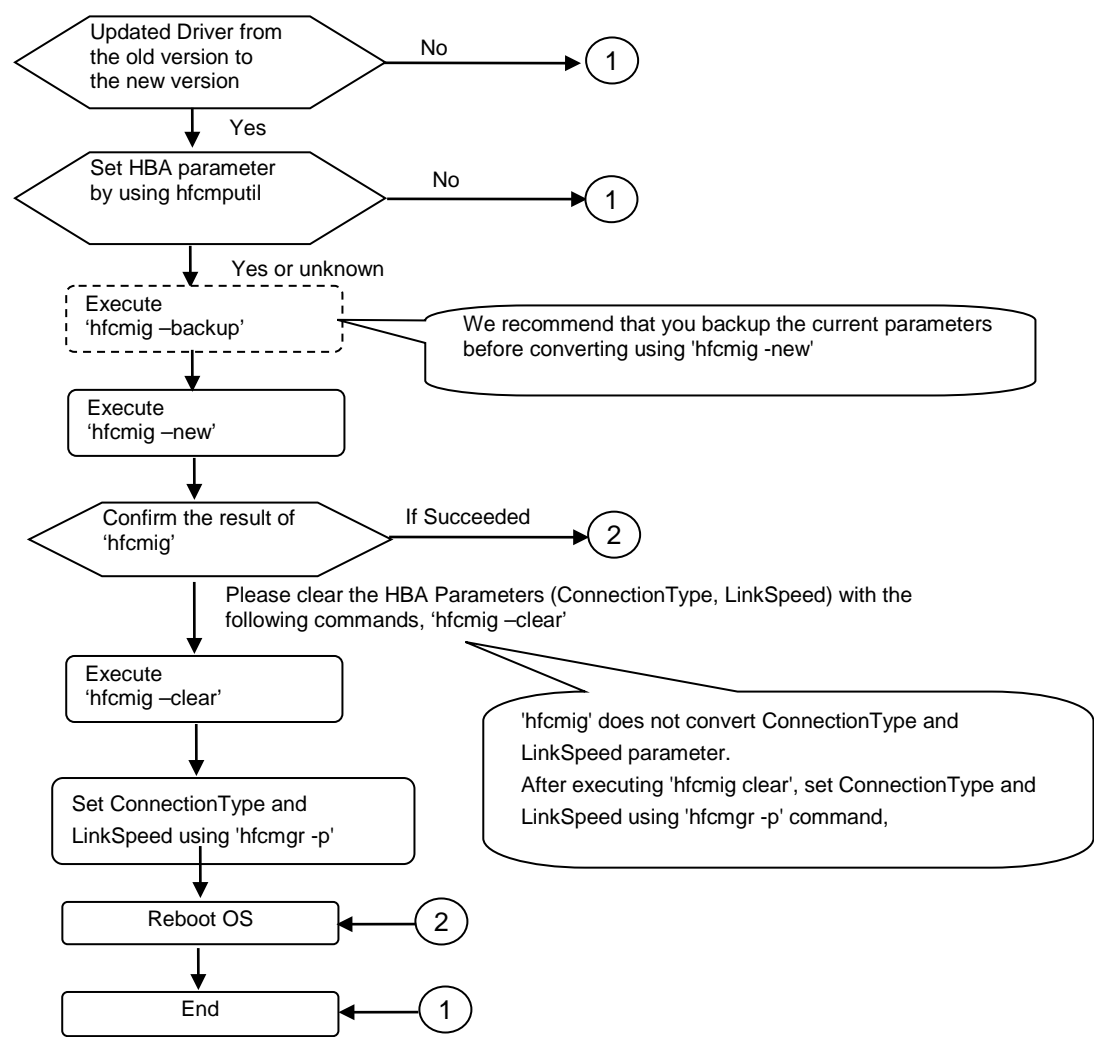 Updated Driver from
the old version to
the new version
No
1
Yes
Set HBA parameter
by using hfcmputil
No
1
Yes or unknown
Execute
‘hfcmig –backup’
We recommend that you backup the current parameters
before converting using 'hfcmig -new'
Execute
‘hfcmig –new’
Confirm the result of
‘hfcmig’
If Succeeded
2
Please clear the HBA Parameters (ConnectionType, LinkSpeed) with the
following commands, ‘hfcmig –clear’
Execute
‘hfcmig –clear’
'hfcmig' does not convert ConnectionType and
LinkSpeed parameter.
After executing 'hfcmig clear', set ConnectionType and
LinkSpeed using 'hfcmgr -p' command,
Set ConnectionType and
LinkSpeed using 'hfcmgr -p'
Reboot OS
2
End
1